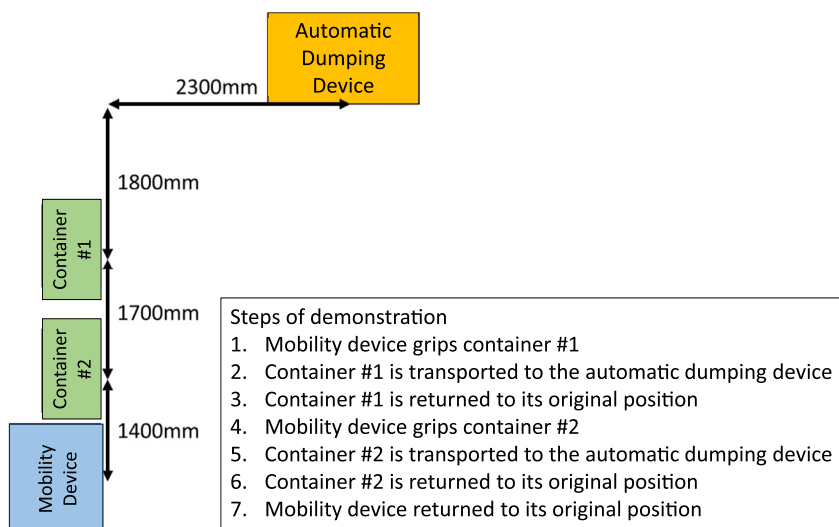 Automatic
Dumping
Device
2300mm
1800mm
Container
#1
1700mm
Container
#2
1400mm
Mobility
Device
Steps of demonstration
1. Mobility device grips container #1
2. Container #1 is transported to the automatic dumping device
3. Container #1 is returned to its original position
4. Mobility device grips container #2
5. Container #2 is transported to the automatic dumping device
6. Container #2 is returned to its original position
7. Mobility device returned to its original position